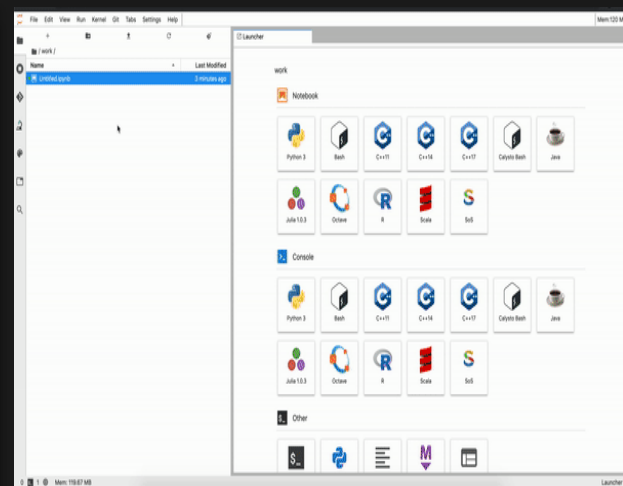 File Edit View Run Kernel Git Tabs Settings Help
Mem:120 M
Launcher
/ work /
Name Last Modified
Untitled.ipynb 3 minutes ago
work
Notebook
Python 3 Bash C++11 C++14 C++17 Calysto Bash Java
Julia 1.0.3 Octave R Scala SoS
Console
Python 3 Bash C++11 C++14 C++17 Calysto Bash Java
Julia 1.0.3 Octave R Scala SoS
$_ Other
$_ M
0 $_ 1 Mem: 119.67 MB Launcher